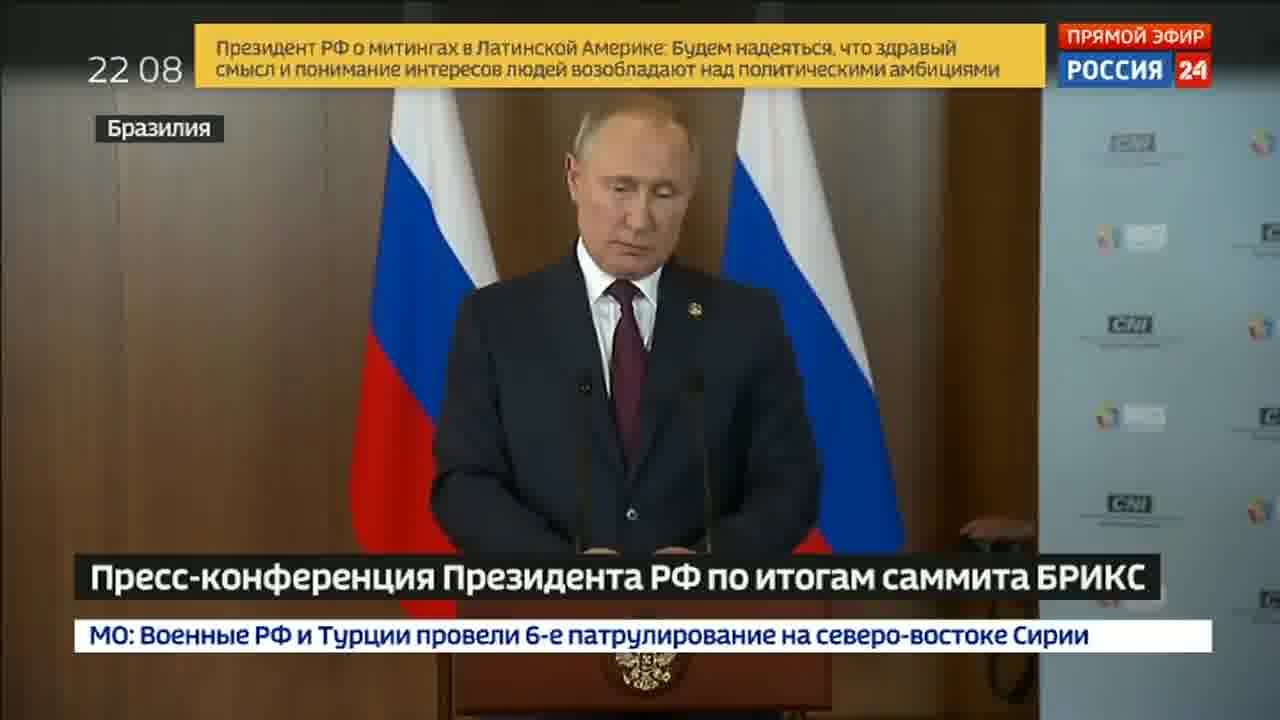 22 08
Президент РФ о митингах в Латинской Америке: Будем надеяться, что здравый
смысл и понимание интересов людей возобладают над политическими амбициями
ПРЯМОЙ ЭФИР
РОССИЯ 24
Бразилия
CNI
CNI
CNI
Пресс-конференция Президента РФ по итогам саммита БРИКС
МО: Военные РФ и Турции провели 6-е патрулирование на северо-востоке Сирии